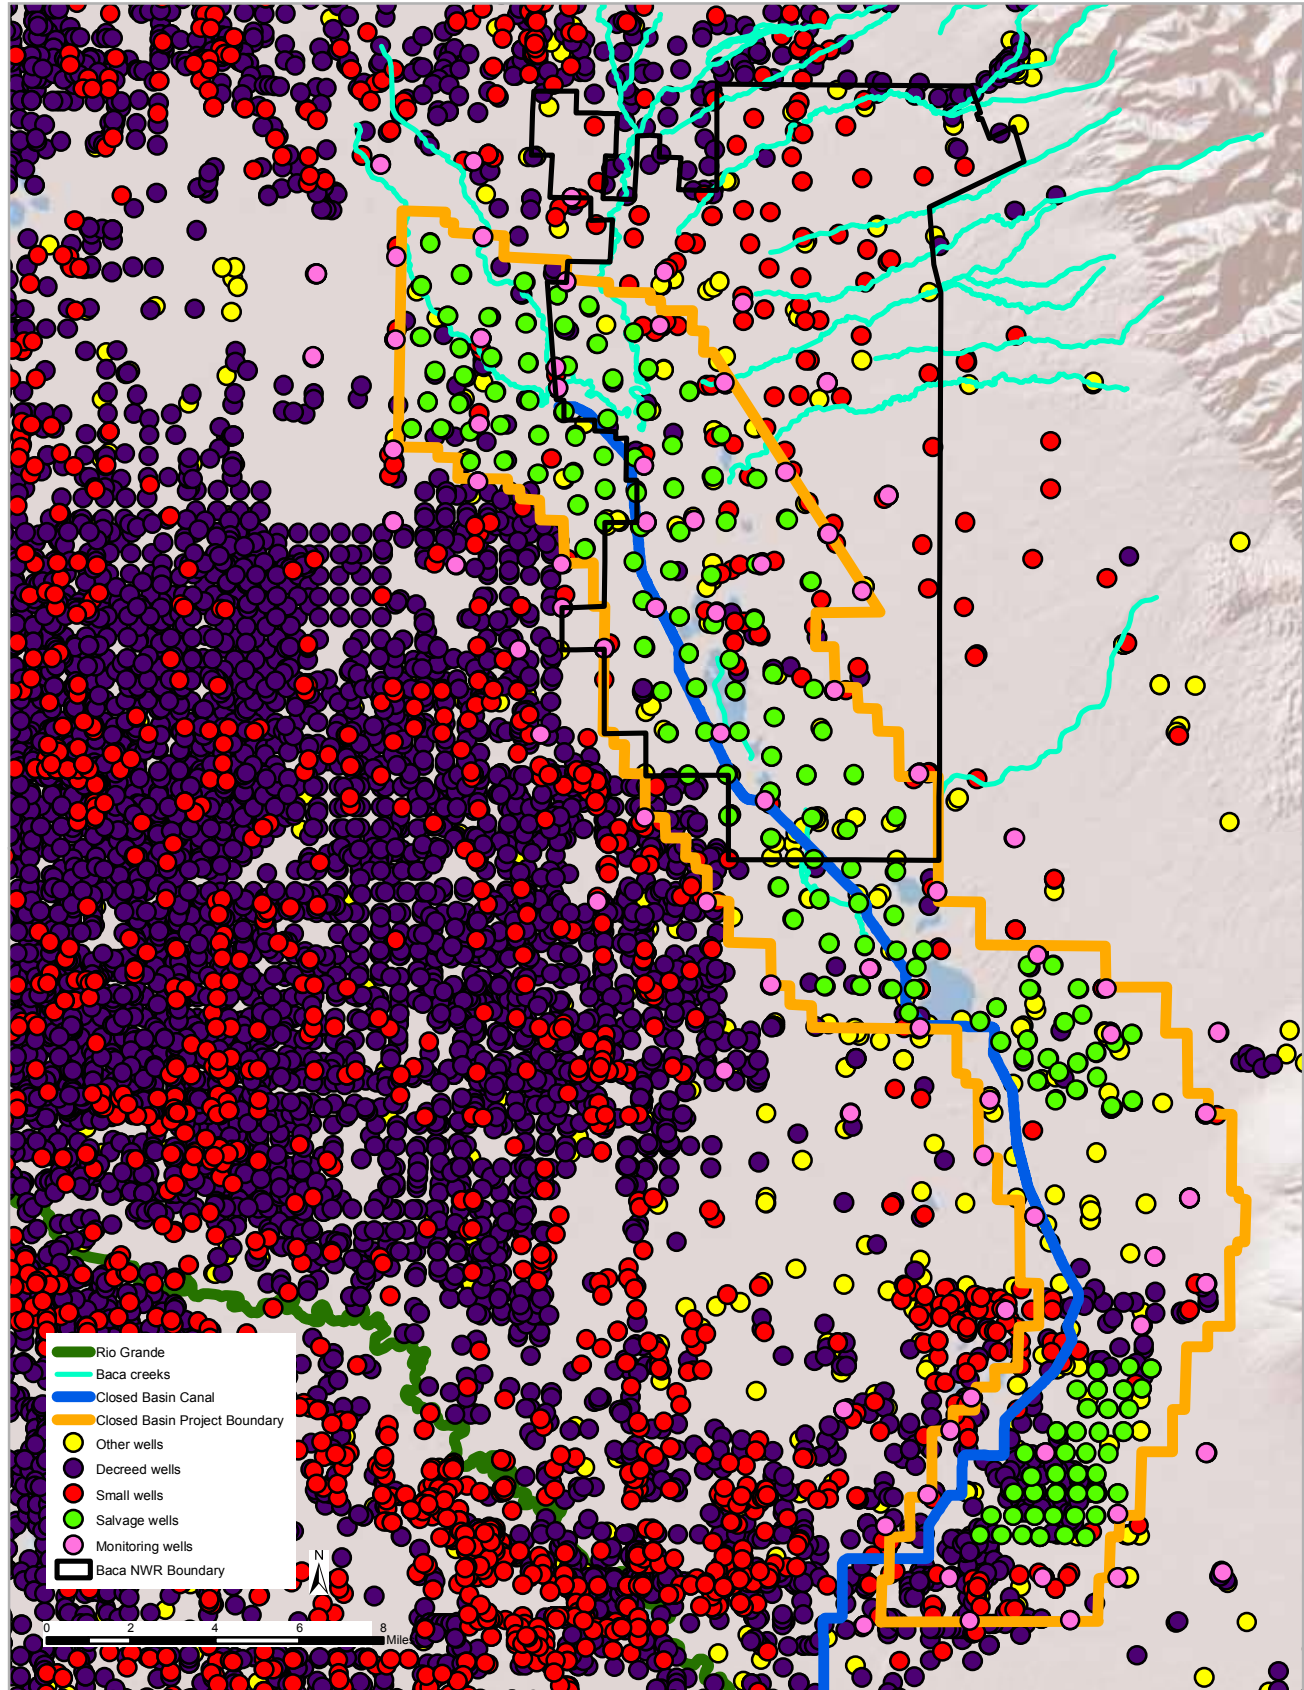 Rio Grande
Baca creeks
Closed Basin Canal
Closed Basin Project Boundary
Other wells
Decreed wells
Small wells
Salvage wells
Monitoring wells
Baca NWR Boundary
N
0 2 4 6 8
Miles